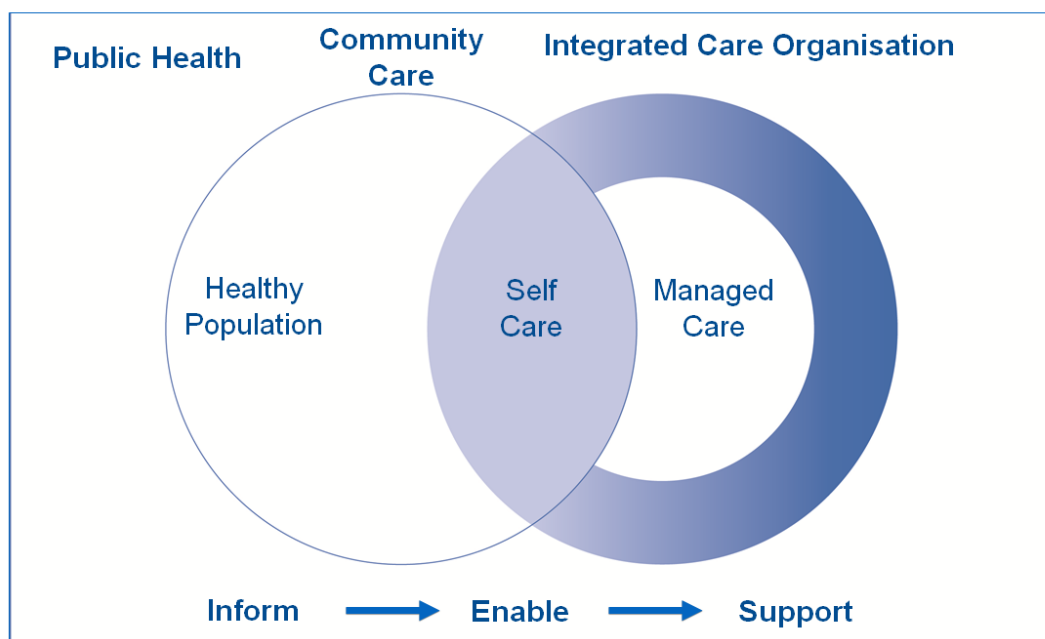 Public Health
Community
Care
Integrated Care Organisation
Healthy
Population
Self
Care
Managed
Care
Inform
Enable
Support